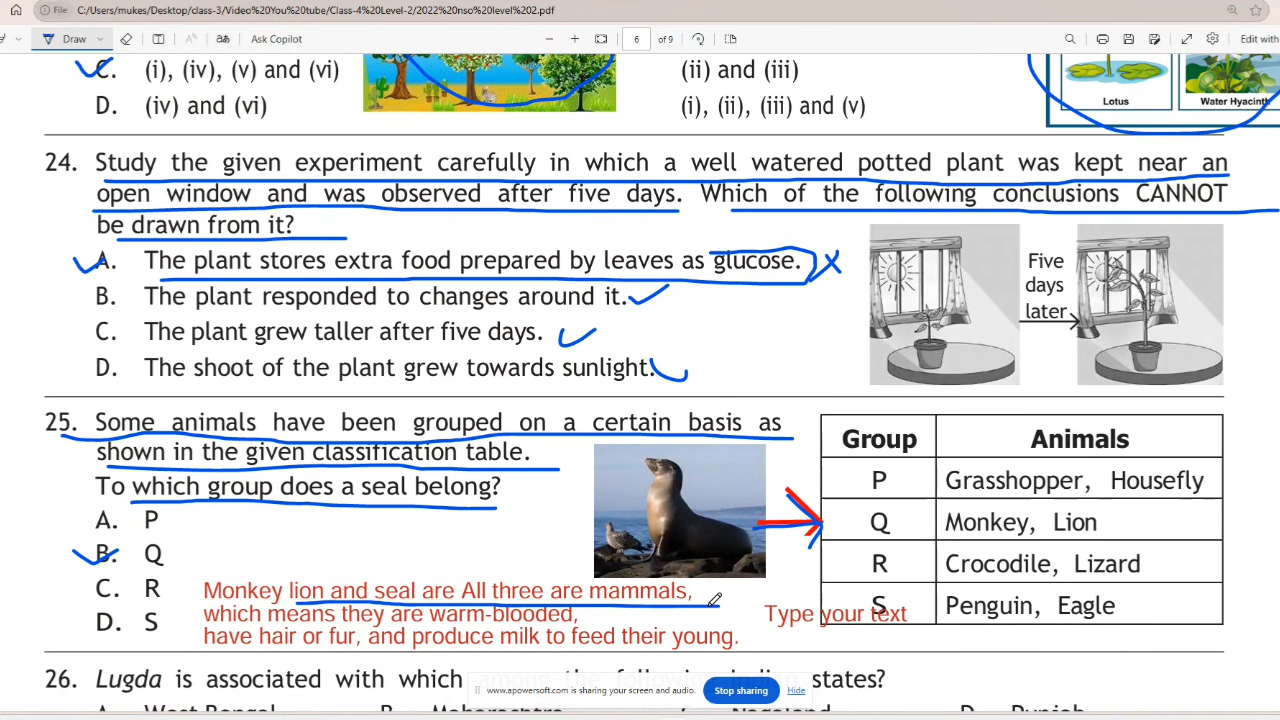 File
C:/Users/mukes/Desktop/class-3/Video%20You%20tube/Class-4%20Level-2/2022%20nso%20level%202.pdf
Draw
Ask Copilot
6 of 9
Edit with
C. (i), (iv), (v) and (vi)
(ii) and (iii)
D. (iv) and (vi)
(i), (ii), (iii) and (v)
Lotus
Water Hyacinth
24. Study the given experiment carefully in which a well watered potted plant was kept near an
open window and was observed after five days. Which of the following conclusions CANNOT
be drawn from it?
A. The plant stores extra food prepared by leaves as glucose.
B. The plant responded to changes around it.
C. The plant grew taller after five days.
D. The shoot of the plant grew towards sunlight.
Five
days
later
25. Some animals have been grouped on a certain basis as
shown in the given classification table.
To which group does a seal belong?
A. P
B. Q
C. R
D. S
Group Animals
P Grasshopper, Housefly
Q Monkey, Lion
R Crocodile, Lizard
S Penguin, Eagle
Monkey lion and seal are All three are mammals,
which means they are warm-blooded,
have hair or fur, and produce milk to feed their young.
Type your text
26. Lugda is associated with which among the following Indian states?
www.apowersoft.com is sharing your screen and audio.
Stop sharing
Hide
A. West Bengal B. Maharashtra Nagaland D. Punjab